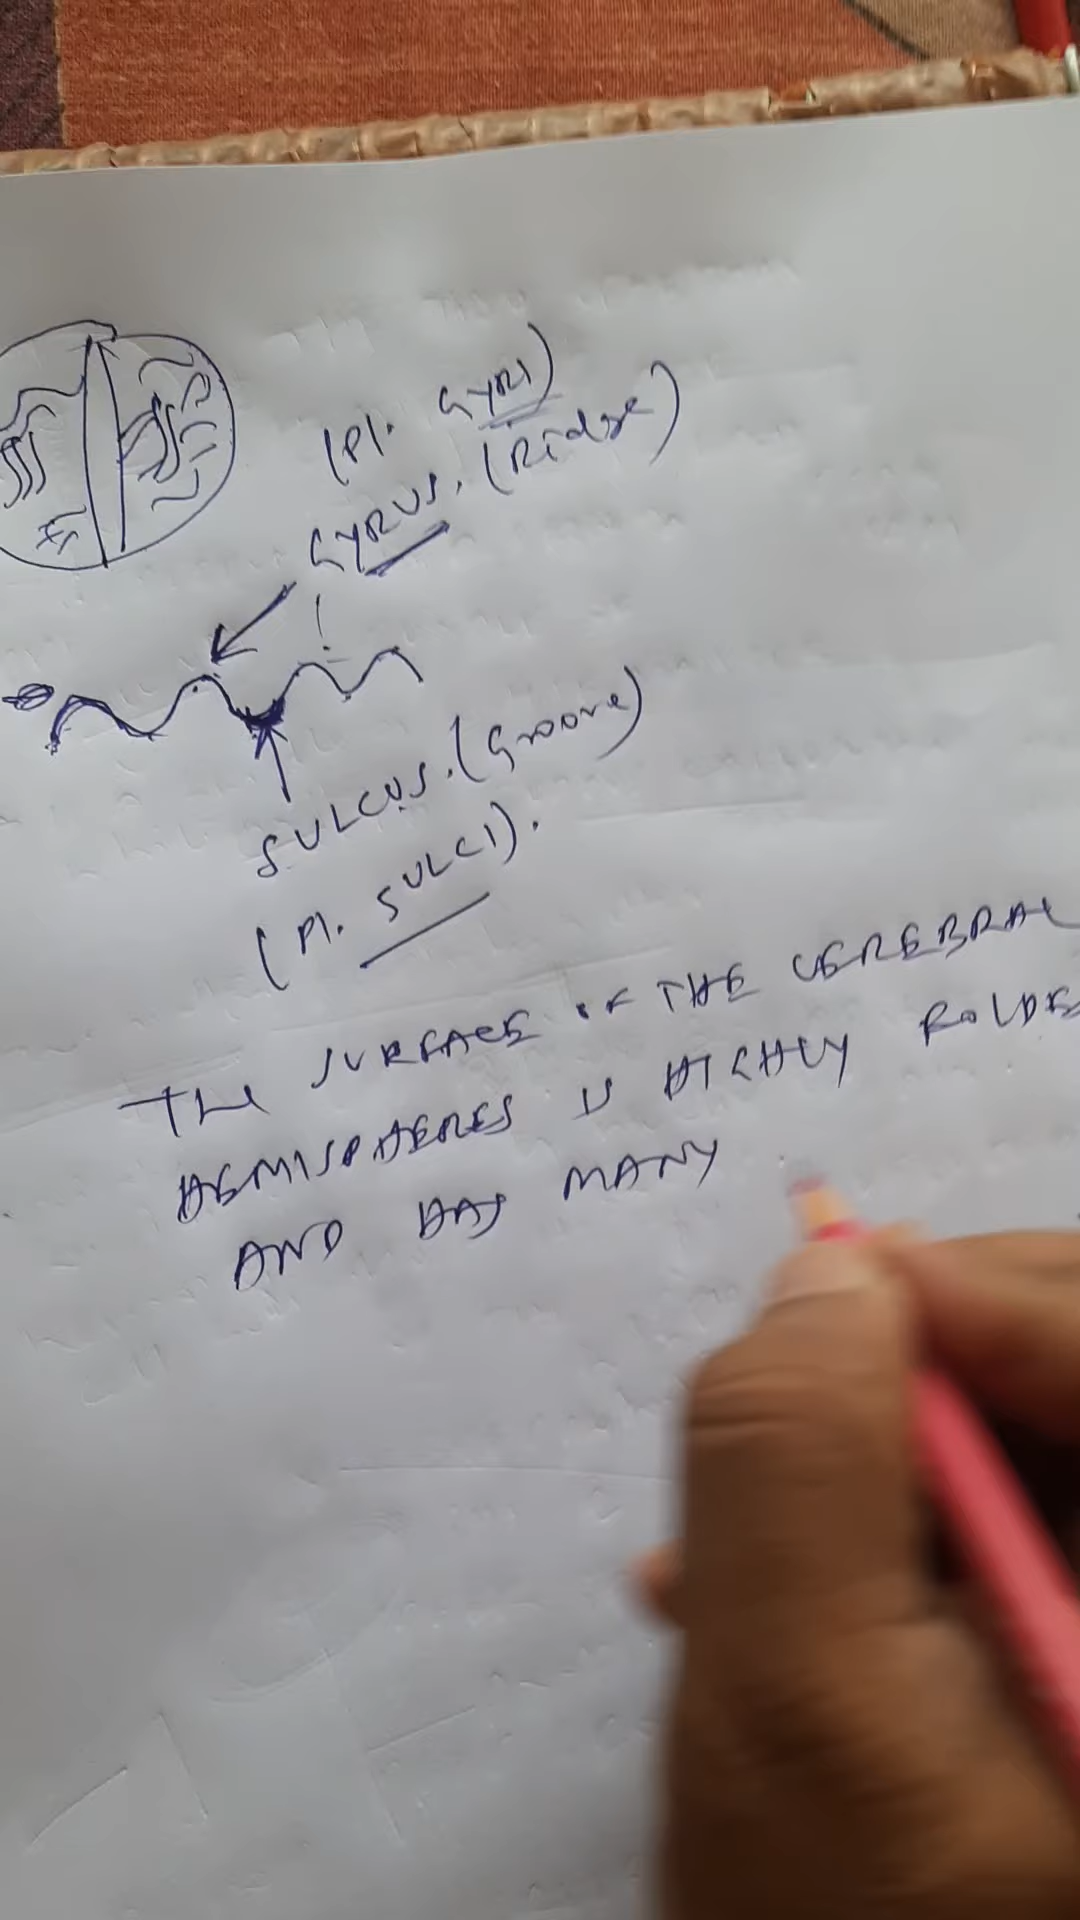 (Pl. GYRI)
GYRUS. (Ridge)
SULCUS. (Groove)
(Pl. SULCI).
THE SURFACE OF THE CEREBRAL
HEMISPHERES IS HIGHLY FOLDE
AND HAS MANY